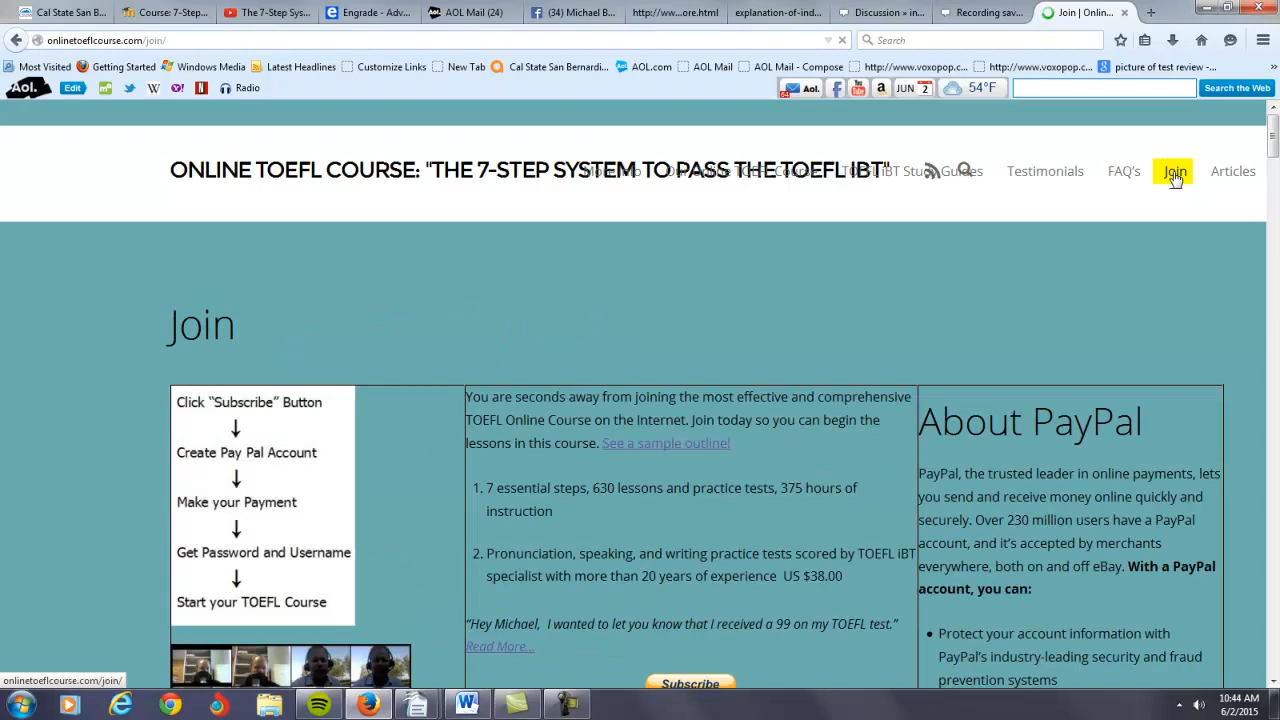 Cal State San B...
Course: 7-Step...
The 7-Step Sys...
Engrade - Adv...
AOL Mail (24)
(34) Michael B...
http://ww...ore.html
explanation-of-ind...
Discussion » in...
Recording sav...
Join | Onlin...
onlinetoeflcourse.com/join/
Search
Most Visited
Getting Started
Windows Media
Latest Headlines
Customize Links
New Tab
Cal State San Bernardi...
AOL.com
AOL Mail
AOL Mail - Compose
http://www.voxopop.c...
http://www.voxopop.c...
picture of test review -...
Aol.
Edit
Radio
Aol.
JUN 2
54°F
Search the Web
ONLINE TOEFL COURSE: "THE 7-STEP SYSTEM TO PASS THE TOEFL IBT"
More Info
Our Online TOEFL Course
TOEFL iBT Study Guides
Testimonials
FAQ's
Join
Articles
Join
Click “Subscribe” Button
Create Pay Pal Account
Make your Payment
Get Password and Username
Start your TOEFL Course
You are seconds away from joining the most effective and comprehensive
TOEFL Online Course on the Internet. Join today so you can begin the
lessons in this course. See a sample outline!
1. 7 essential steps, 630 lessons and practice tests, 375 hours of
instruction
2. Pronunciation, speaking, and writing practice tests scored by TOEFL iBT
specialist with more than 20 years of experience US $38.00
“Hey Michael, I wanted to let you know that I received a 99 on my TOEFL test.”
Read More...
Subscribe
About PayPal
PayPal, the trusted leader in online payments, lets
you send and receive money online quickly and
securely. Over 230 million users have a PayPal
account, and it’s accepted by merchants
everywhere, both on and off eBay. With a PayPal
account, you can:
Protect your account information with
PayPal’s industry-leading security and fraud
prevention systems
onlinetoeflcourse.com/join/
10:44 AM
6/2/2015